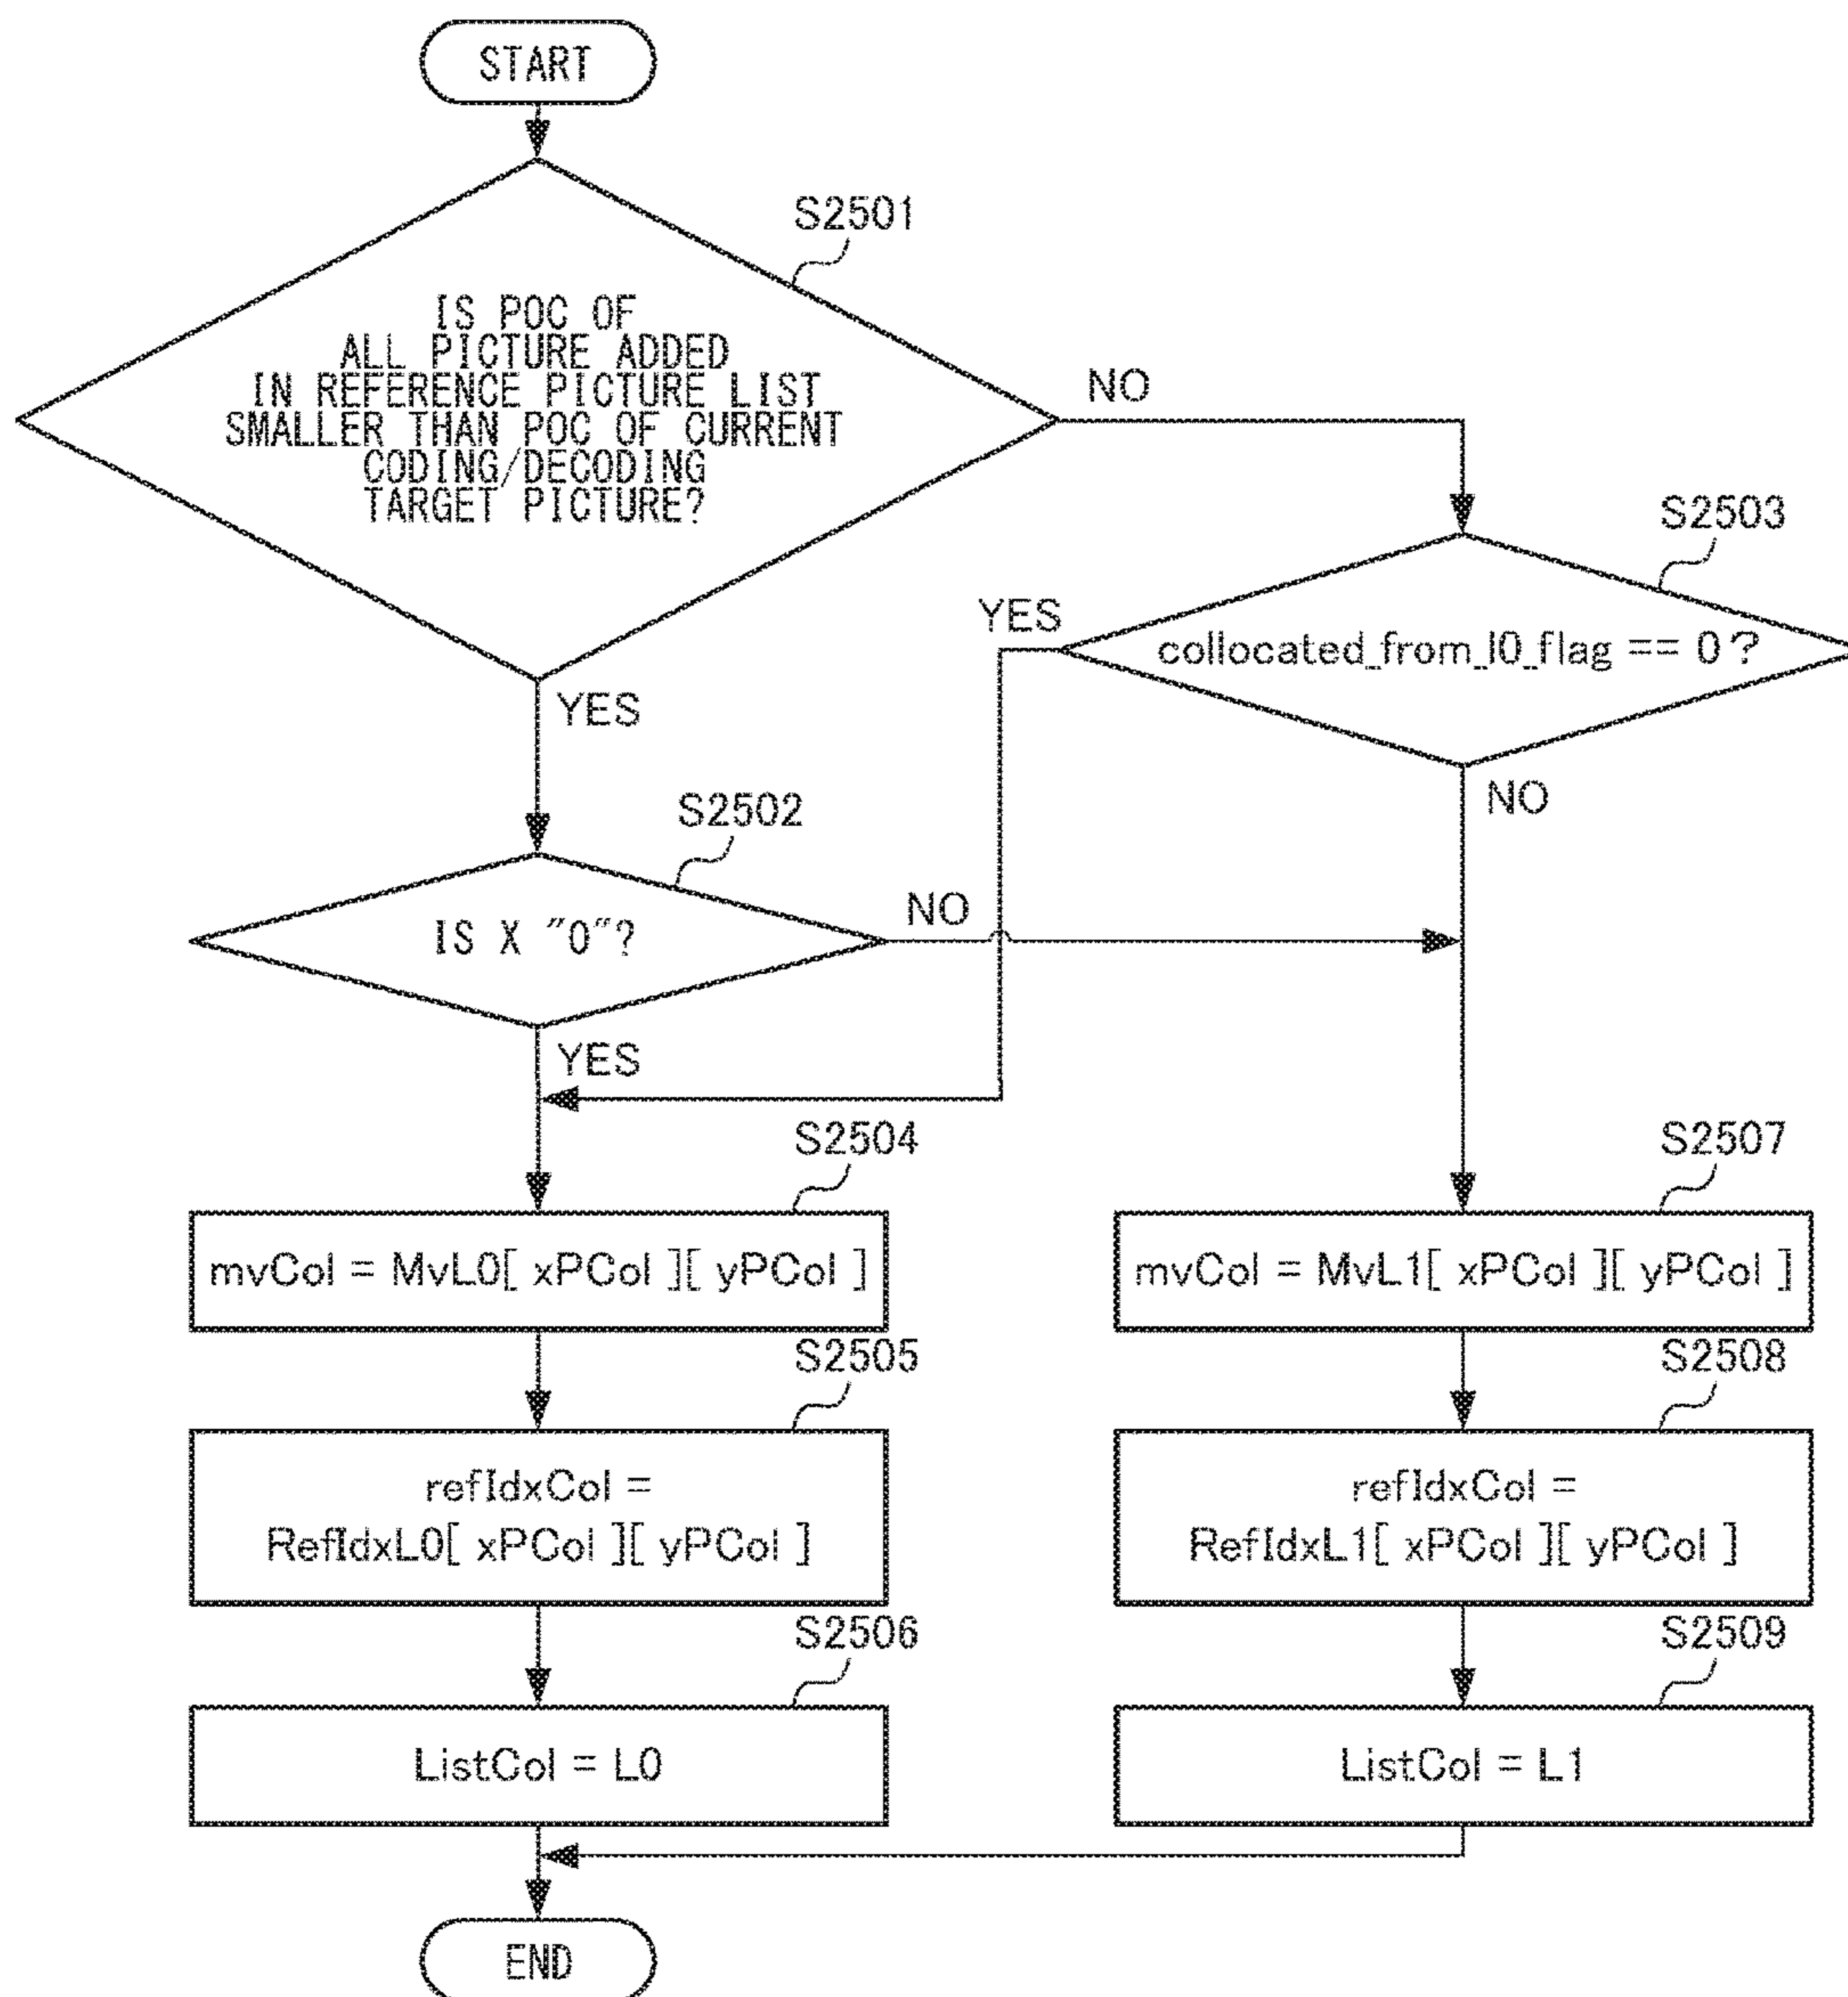 START
S2501
IS POC OF
ALL PICTURE ADDED
IN REFERENCE PICTURE LIST
SMALLER THAN POC OF CURRENT
CODING/DECODING
TARGET PICTURE?
NO
YES
S2503
collocated_from_l0_flag == 0?
YES
NO
S2502
IS X "0"?
NO
YES
S2504
mvCol = MvL0[ xPCol ][ yPCol ]
S2505
refIdxCol =
RefIdxL0[ xPCol ][ yPCol ]
S2506
ListCol = L0
S2507
mvCol = MvL1[ xPCol ][ yPCol ]
S2508
refIdxCol =
RefIdxL1[ xPCol ][ yPCol ]
S2509
ListCol = L1
END